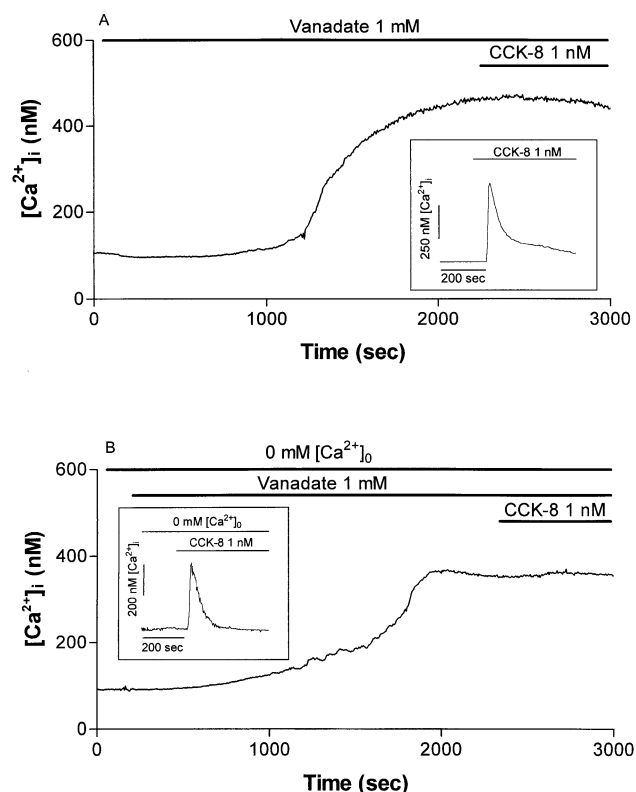 A
Vanadate 1 mM
CCK-8 1 nM
600
400
200
0
[Ca²⁺]ᵢ (nM)
CCK-8 1 nM
250 nM [Ca²⁺]ᵢ
200 sec
0
1000
2000
3000
Time (sec)
B
0 mM [Ca²⁺]₀
Vanadate 1 mM
CCK-8 1 nM
600
400
200
0
[Ca²⁺]ᵢ (nM)
0 mM [Ca²⁺]₀
CCK-8 1 nM
200 nM [Ca²⁺]ᵢ
200 sec
0
1000
2000
3000
Time (sec)